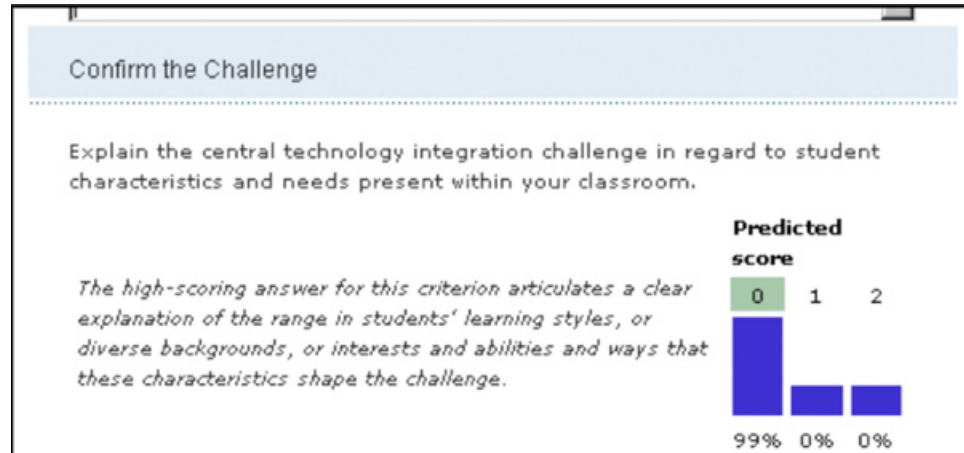 Confirm the Challenge
Explain the central technology integration challenge in regard to student
characteristics and needs present within your classroom.
Predicted
score
The high-scoring answer for this criterion articulates a clear
explanation of the range in students' learning styles, or
diverse backgrounds, or interests and abilities and ways that
these characteristics shape the challenge.
0 1 2
99% 0% 0%